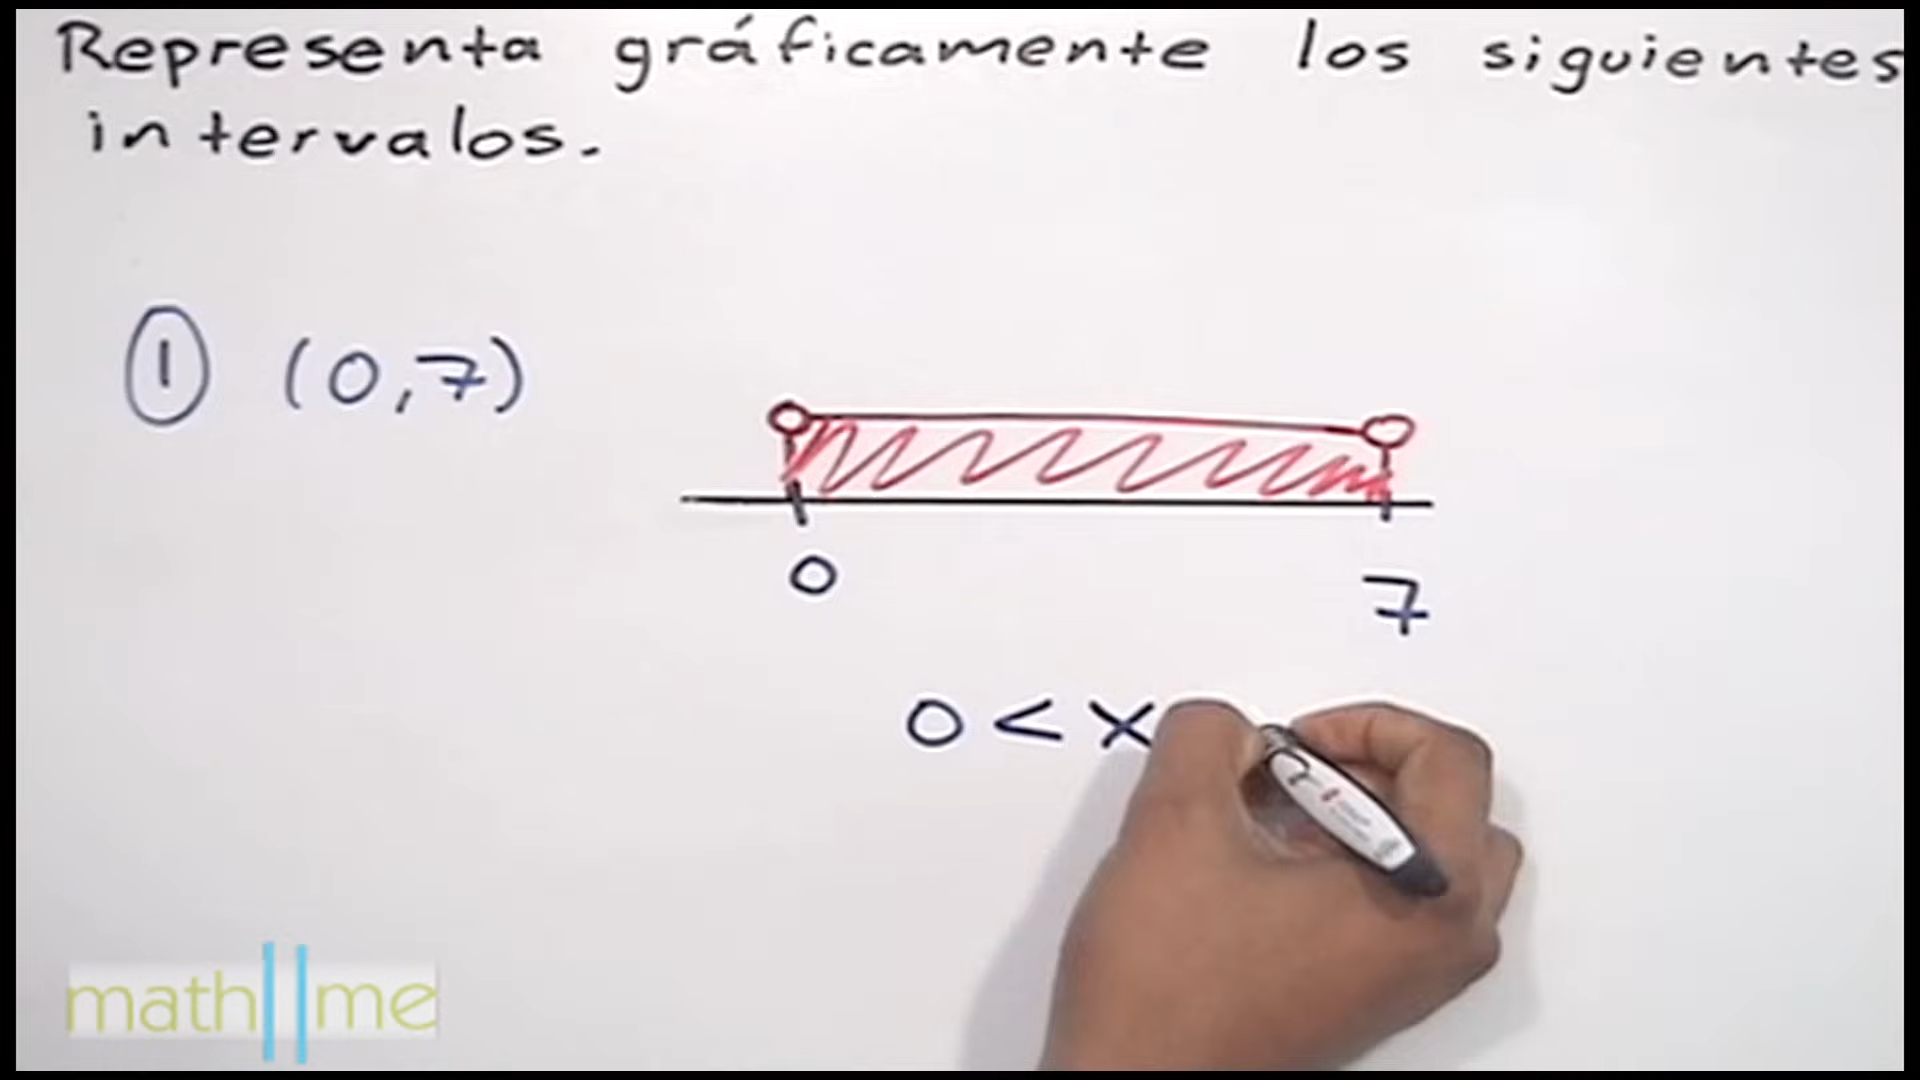 Representa gráficamente los siguientes
intervalos.
1 (0,7)
0 7
0 < x
math me